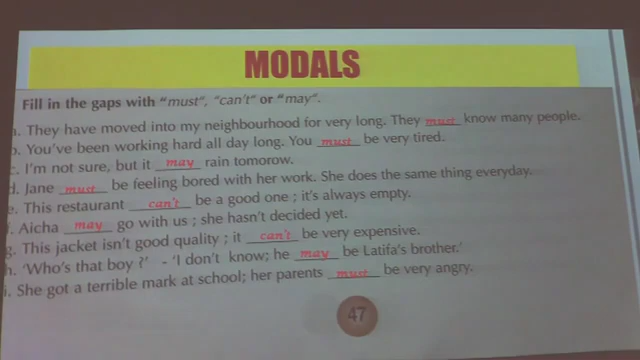 MODALS
Fill in the gaps with "must", "can't" or "may".
a. They have moved into my neighbourhood for very long. They must know many people.
b. You've been working hard all day long. You must be very tired.
c. I'm not sure, but it may rain tomorow.
d. Jane must be feeling bored with her work. She does the same thing everyday.
e. This restaurant can't be a good one ; it's always empty.
f. Aicha may go with us ; she hasn't decided yet.
g. This jacket isn't good quality ; it can't be very expensive.
h. 'Who's that boy ?' - 'I don't know; he may be Latifa's brother.'
i. She got a terrible mark at school; her parents must be very angry.
47